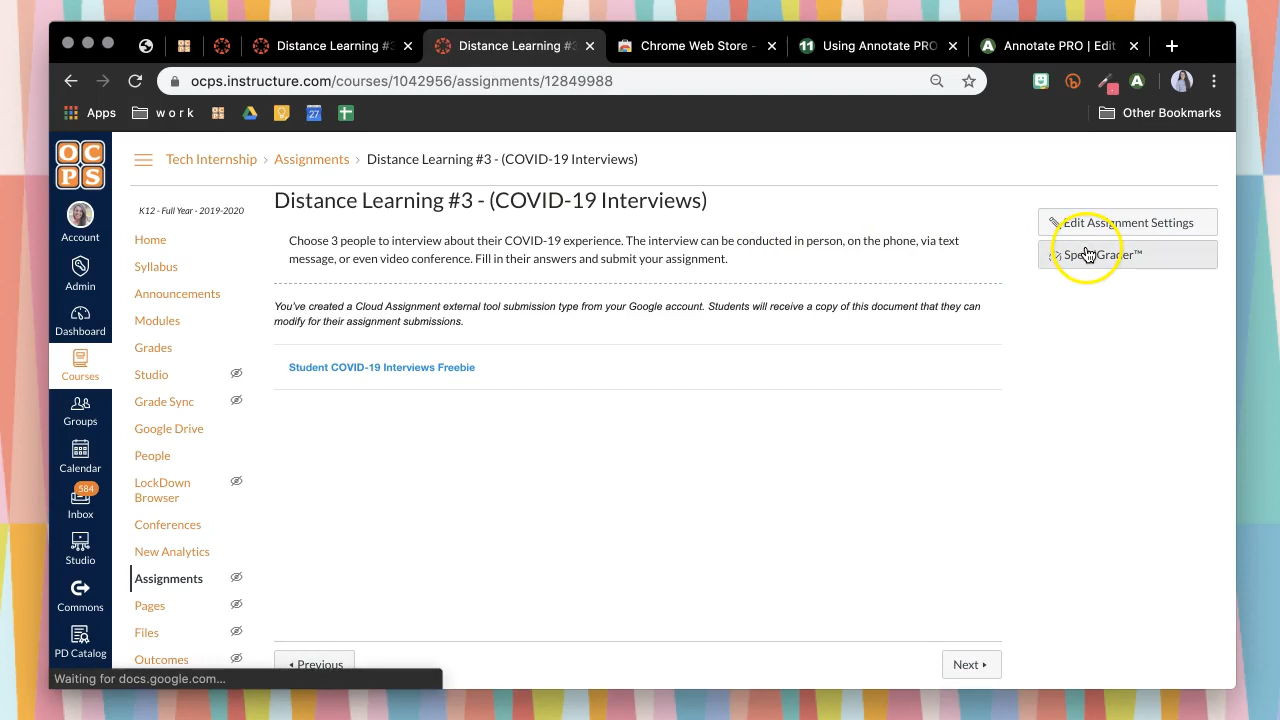 Distance Learning #3
Distance Learning #3
Chrome Web Store -
11 Using Annotate PRO
A Annotate PRO | Edit
ocps.instructure.com/courses/1042956/assignments/12849988
A
Apps
w o r k
27
Other Bookmarks
OC
PS
Tech Internship › Assignments › Distance Learning #3 - (COVID-19 Interviews)
Account
Admin
Dashboard
Courses
Groups
Calendar
584
Inbox
Studio
Commons
PD Catalog
K12 - Full Year - 2019-2020
Home
Syllabus
Announcements
Modules
Grades
Studio
Grade Sync
Google Drive
People
LockDown
Browser
Conferences
New Analytics
Assignments
Pages
Files
Outcomes
Distance Learning #3 - (COVID-19 Interviews)
Choose 3 people to interview about their COVID-19 experience. The interview can be conducted in person, on the phone, via text
message, or even video conference. Fill in their answers and submit your assignment.
You've created a Cloud Assignment external tool submission type from your Google account. Students will receive a copy of this document that they can
modify for their assignment submissions.
Student COVID-19 Interviews Freebie
Previous
Next
Edit Assignment Settings
SpeedGrader™
Waiting for docs.google.com...